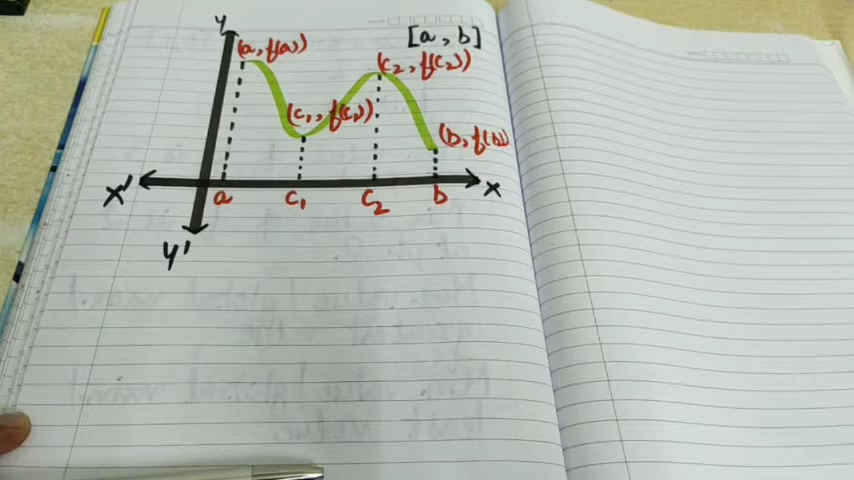 y
[a, b]
(a, f(a))
(c₂, f(c₂))
(c₁, f(c₁))
(b, f(b))
x'
a
c₁
c₂
b
x
y'